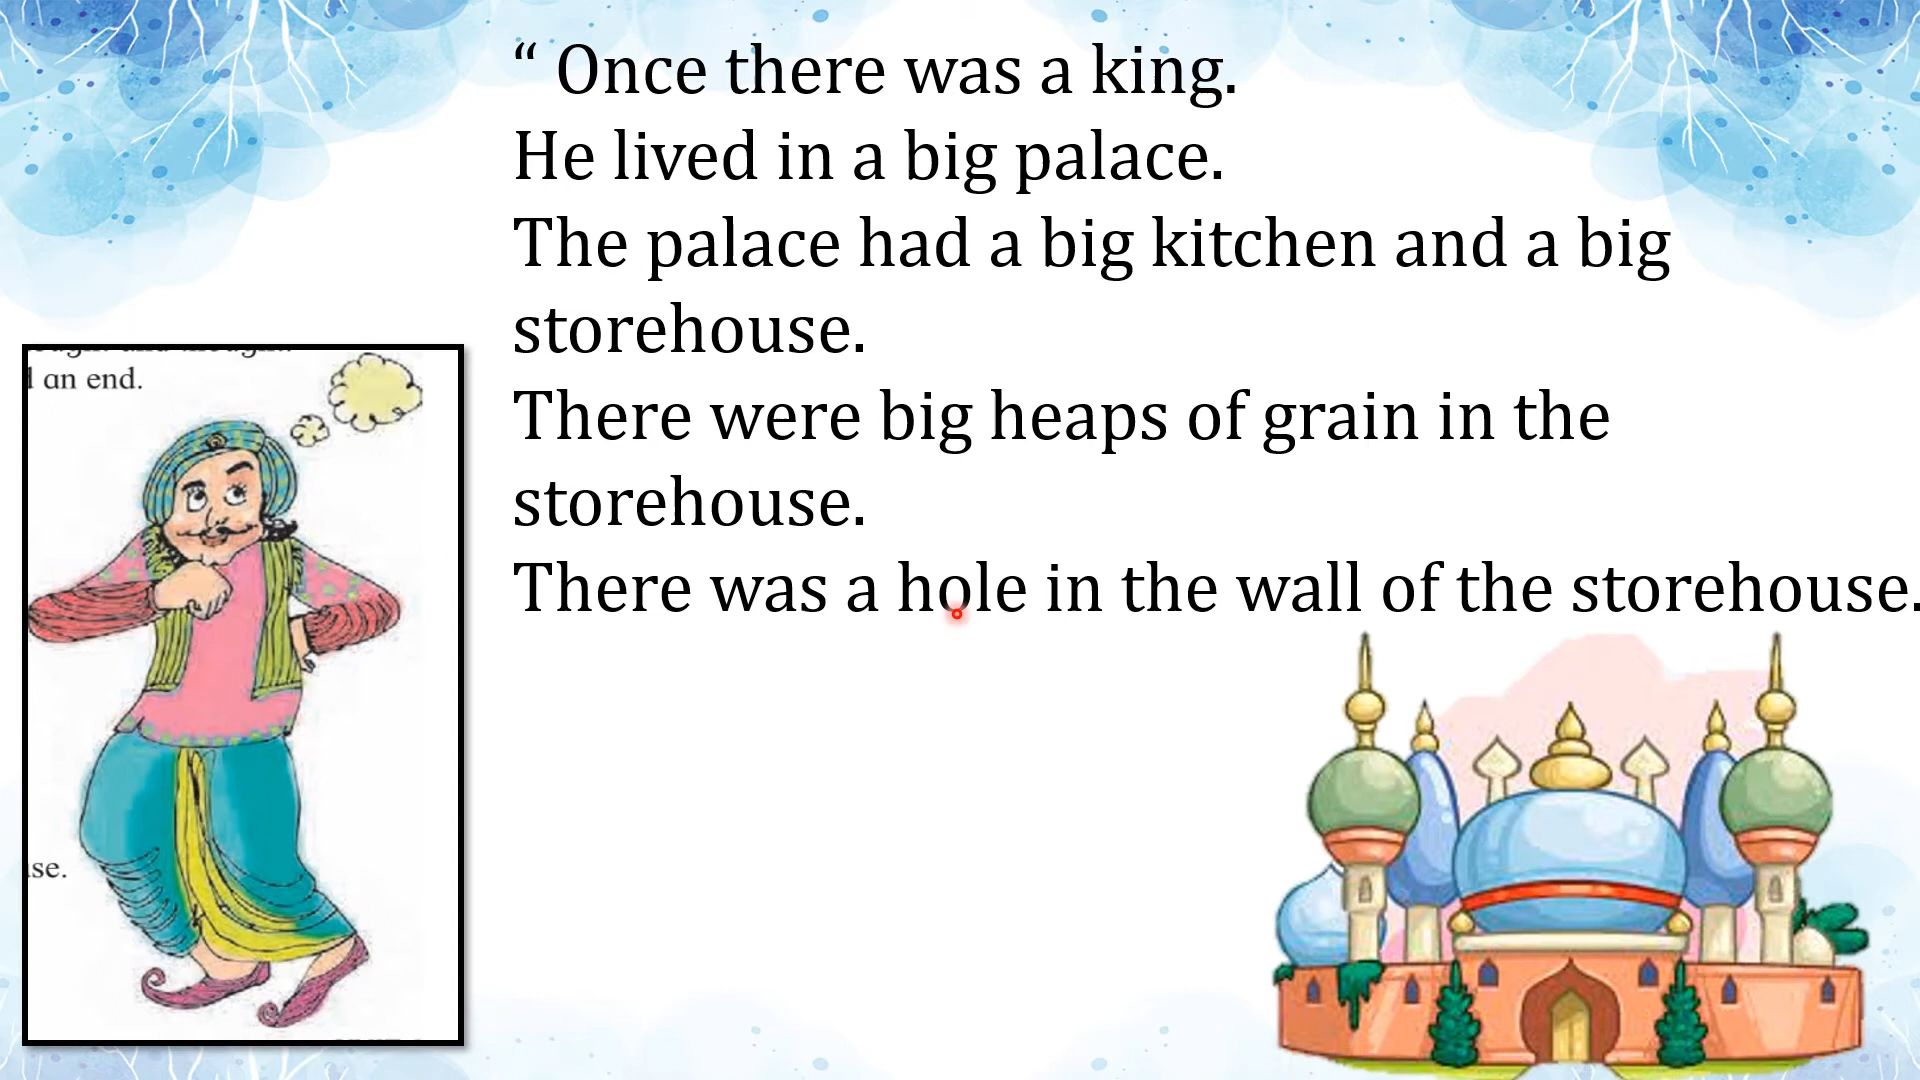 “ Once there was a king.
He lived in a big palace.
The palace had a big kitchen and a big
storehouse.
There were big heaps of grain in the
storehouse.
There was a hole in the wall of the storehouse.
an end.
se.